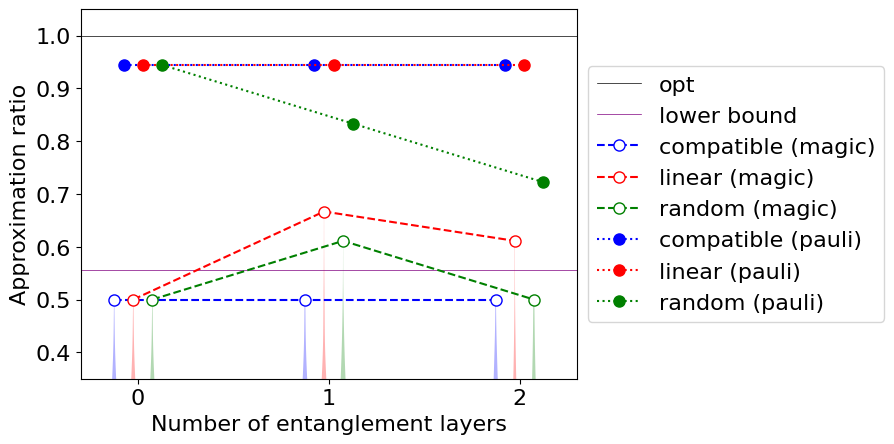 1.0
0.9
0.8
0.7
0.6
0.5
0.4
Approximation ratio
0 1 2
Number of entanglement layers
opt
lower bound
compatible (magic)
linear (magic)
random (magic)
compatible (pauli)
linear (pauli)
random (pauli)